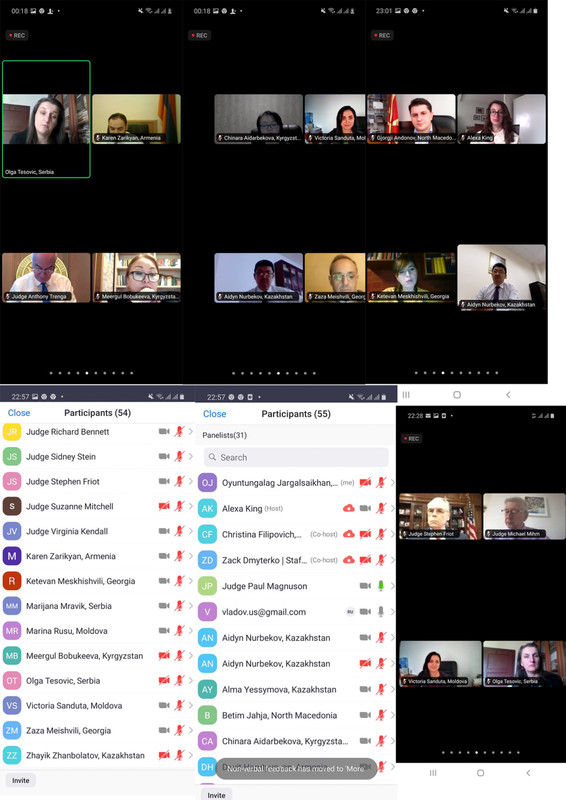 00:18
REC
Karen Zarikyan, Armenia
Olga Tesovic, Serbia
Judge Anthony Trenga
Meergul Bobukeeva, Kyrgyzsta...
00:18
REC
Chinara Aidarbekova, Kyrgyzst...
Victoria Sanduta, Mol
Aidyn Nurbekov, Kazakhstan
Zaza Meishvili, Georg
23:01
REC
Gjorgi Andonov, North Macedo...
Alexa King
Ketevan Meskhishvili, Georgia
Aidyn Nurbekov, Kazakhstan
22:57
Close Participants (54)
JR Judge Richard Bennett
JS Judge Sidney Stein
JS Judge Stephen Friot
S Judge Suzanne Mitchell
JV Judge Virginia Kendall
K Karen Zarikyan, Armenia
R Ketevan Meskhishvili, Georgia
MM Marijana Mravik, Serbia
MR Marina Rusu, Moldova
MB Meergul Bobukeeva, Kyrgyzstan
OT Olga Tesovic, Serbia
VS Victoria Sanduta, Moldova
ZM Zaza Meishvili, Georgia
ZZ Zhayik Zhanbolatov, Kazakhstan
Invite
22:57
Close Participants (55)
Panelists(31)
Search
OJ Oyuntungalag Jargalsaikhan,... (me)
AK Alexa King (Host)
CF Christina Filipovich,... (Co-host)
ZD Zack Dmyterko | Staf... (Co-host)
JP Judge Paul Magnuson
V vladov.us@gmail.com RU
AN Aidyn Nurbekov, Kazakhstan
AN Aidyn Nurbekov, Kazakhstan
AY Alma Yessymova, Kazakhstan
B Betim Jahja, North Macedonia
CA Chinara Aidarbekova, Kyrgyzsta...
DH
Non-verbal feedback has moved to 'More'
Invite
22:28
REC
Judge Stephen Friot
Judge Michael Mihm
Victoria Sanduta, Moldova
Olga Tesovic, Serbia